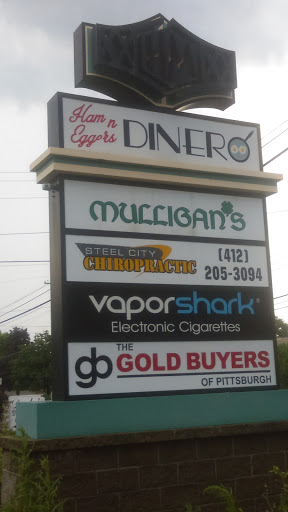 Ham n
Eggers
DINER
MULLIGAN'S
STEEL CITY
CHIROPRACTIC
(412)
205-3094
vaporshark
Electronic Cigarettes
gb THE
GOLD BUYERS
OF PITTSBURGH